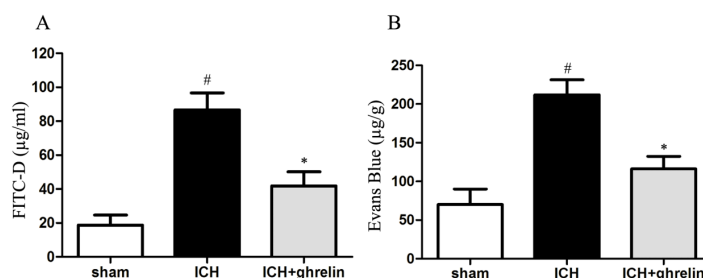 A
FITC-D (μg/ml)
120
100
80
60
40
20
0
#
*
sham
ICH
ICH+ghrelin
B
Evans Blue (μg/g)
250
200
150
100
50
0
#
*
sham
ICH
ICH+ghrelin